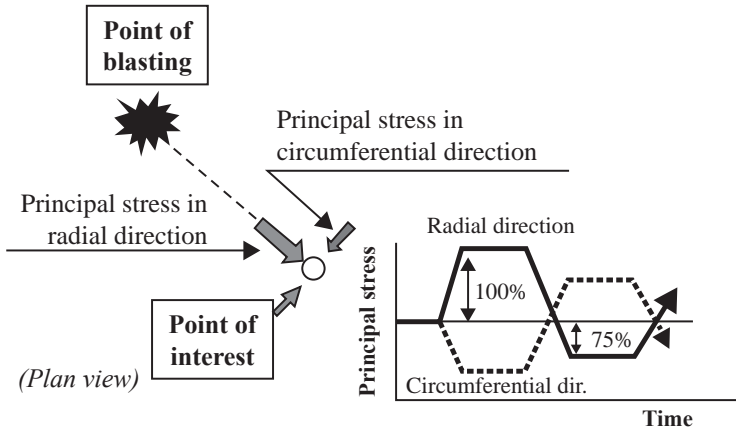 Point of
blasting
Principal stress in
circumferential direction
Principal stress in
radial direction
Point of
interest
(Plan view)
Radial direction
100%
75%
Principal stress
Circumferential dir.
Time